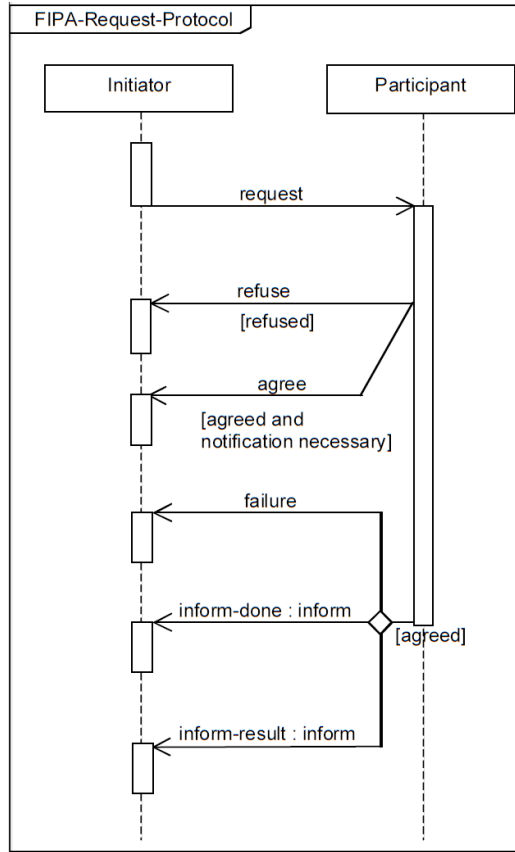 FIPA-Request-Protocol
Initiator
Participant
request
refuse
[refused]
agree
[agreed and
notification necessary]
failure
inform-done : inform
[agreed]
inform-result : inform